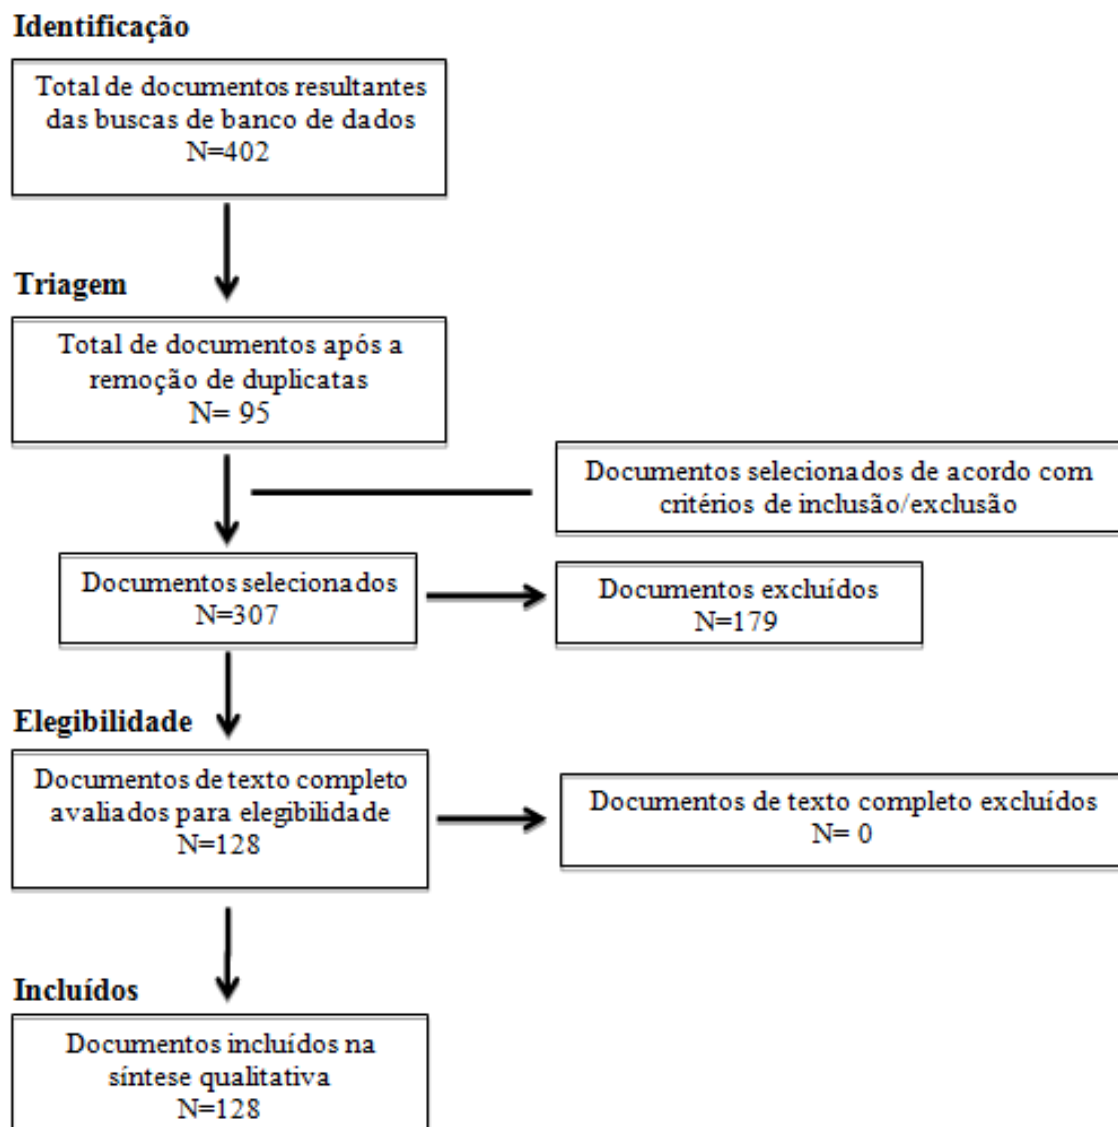 Identificação
Total de documentos resultantes
das buscas de banco de dados
N=402
Triagem
Total de documentos após a
remoção de duplicatas
N= 95
Documentos selecionados de acordo com
critérios de inclusão/exclusão
Documentos selecionados
N=307
Documentos excluídos
N=179
Elegibilidade
Documentos de texto completo
avaliados para elegibilidade
N=128
Documentos de texto completo excluídos
N= 0
Incluídos
Documentos incluídos na
síntese qualitativa
N=128